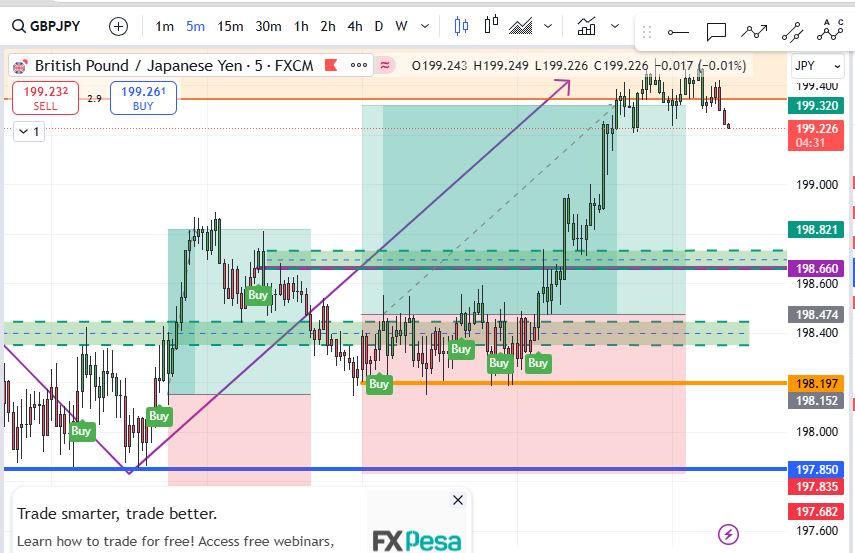 GBPJPY 1m 5m 15m 30m 1h 2h 4h D W
A C
British Pound / Japanese Yen · 5 · FXCM O199.243 H199.249 L199.226 C199.226 −0.017 (−0.01%) JPY
199.232 SELL 2.9 199.261 BUY
199.400
199.320
1
199.226
04:31
199.000
198.821
198.660
Buy
198.600
198.474
198.400
Buy
Buy
Buy
Buy
198.197
198.152
Buy
Buy
198.000
197.850
197.835
197.682
197.600
Trade smarter, trade better.
Learn how to trade for free! Access free webinars,
FXPesa